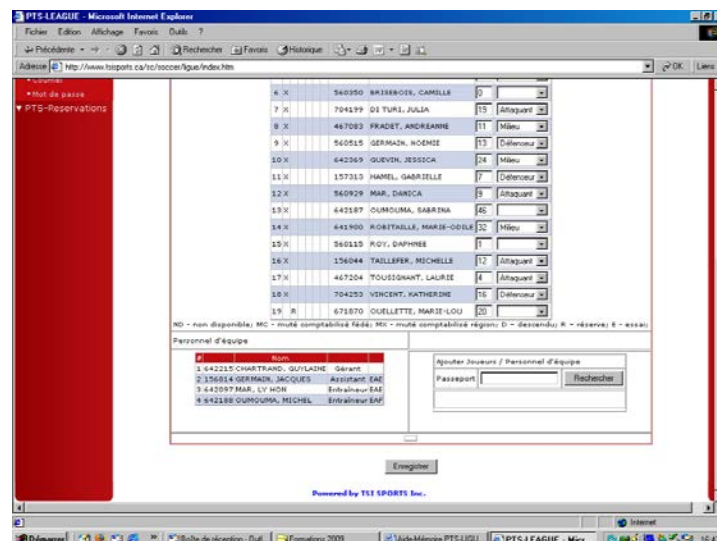 PTS-LEAGUE - Microsoft Internet Explorer
Fichier Edition Affichage Favoris Outils ?
Précédente Rechercher Favoris Historique
Adresse http://www.tsisports.ca/sc/soccer/ligue/index.htm OK Liens
Courrier
Mot de passe
PTS-Reservations
6 X 560350 BRISEBOIS, CAMILLE 0
7 X 704199 DI TURI, JULIA 19 Attaquant
8 X 467083 FRADET, ANDREANNE 11 Milieu
9 X 560515 GERMAIN, NOEMIE 13 Défenseur
10 X 642369 GUEVIN, JESSICA 24 Milieu
11 X 157313 HAMEL, GABRIELLE 7 Défenseur
12 X 560929 MAR, DANICA 9 Attaquant
13 X 642187 OUMOUMA, SABRINA 46
14 X 641900 ROBITAILLE, MARIE-ODILE 32 Milieu
15 X 560115 ROY, DAPHNEE 1
16 X 156044 TAILLEFER, MICHELLE 12 Attaquant
17 X 467204 TOUSIGNANT, LAURIE 4 Attaquant
18 X 704253 VINCENT, KATHERINE 16 Défenseur
19 R 671870 OUELLETTE, MARIE-LOU 20
ND - non disponible; MC - muté comptabilisé fédé; MX - muté comptabilisé région; D - descendu; R - réserve; E - essai;
Personnel d'équipe
# Nom
1 642215 CHARTRAND, GUYLAINE Gérant
2 156814 GERMAIN, JACQUES Assistant EAE
3 642097 MAR, LY HON Entraîneur EAE
4 642188 OUMOUMA, MICHEL Entraîneur EAF
Ajouter Joueurs / Personnel d'équipe
Passeport Rechercher
Enregistrer
Powered by TSI SPORTS Inc.
Internet
Démarrer Boîte de réception - Outl... Formations 2009 Aide-Mémoire PTS-LIGU... PTS-LEAGUE - Micr...